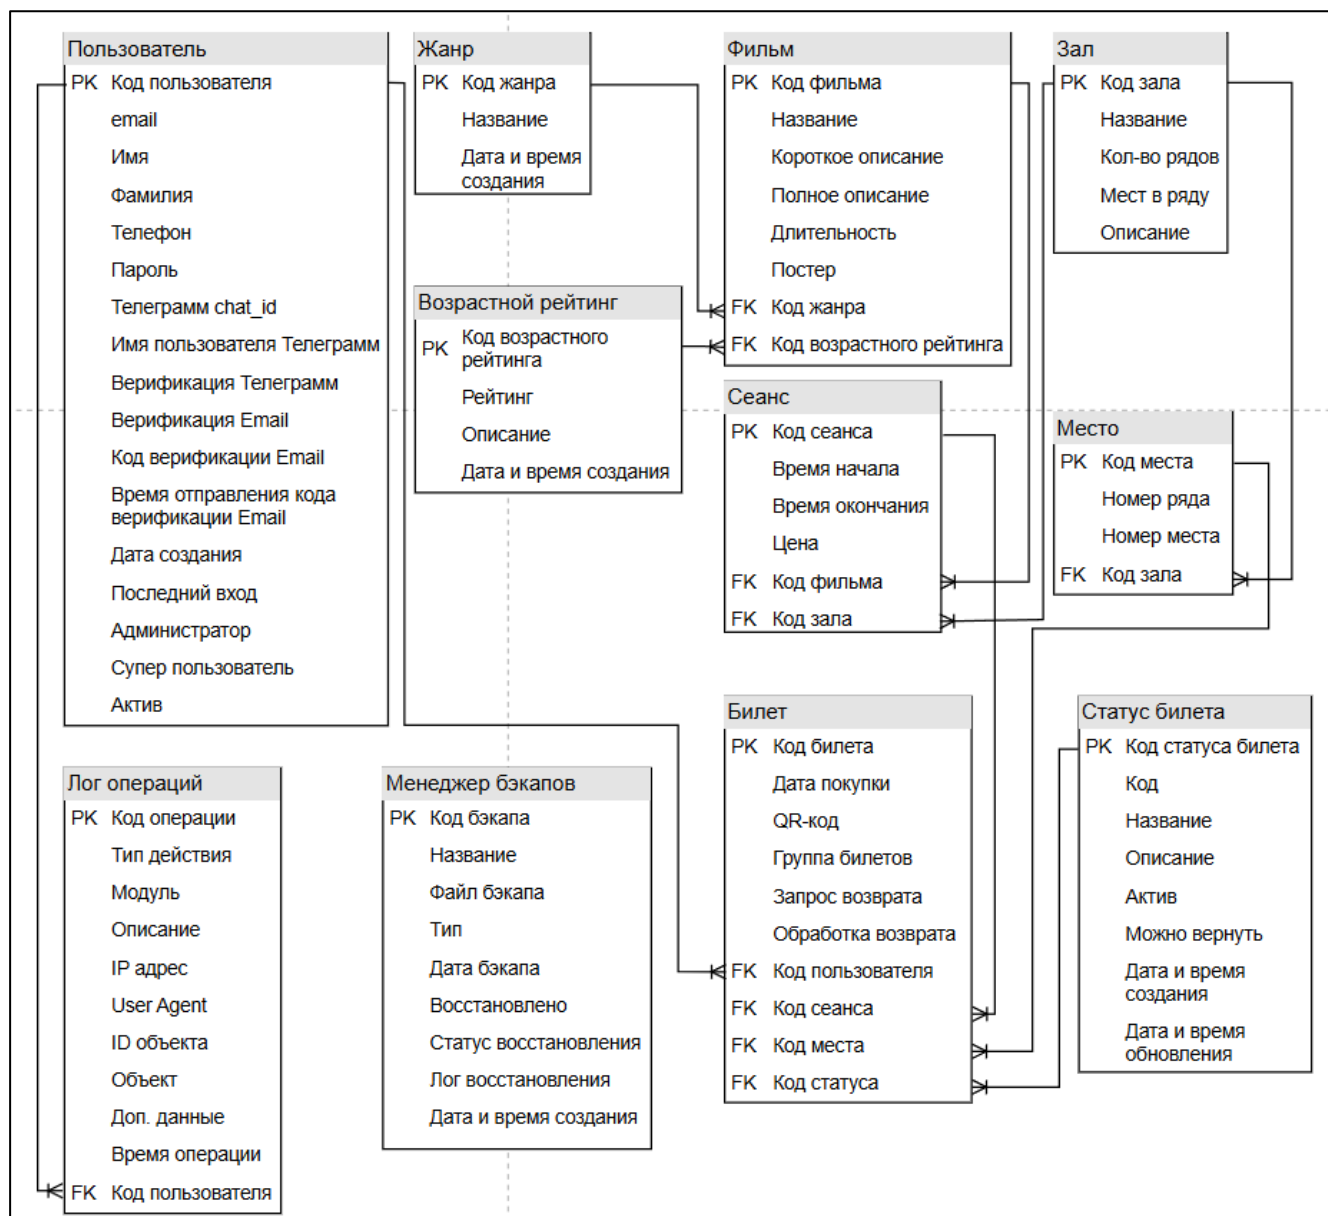 Пользователь
PK Код пользователя
email
Имя
Фамилия
Телефон
Пароль
Телеграмм chat_id
Имя пользователя Телеграмм
Верификация Телеграмм
Верификация Email
Код верификации Email
Время отправления кода
верификации Email
Дата создания
Последний вход
Администратор
Супер пользователь
Актив
Жанр
PK Код жанра
Название
Дата и время
создания
Возрастной рейтинг
PK Код возрастного
рейтинга
Рейтинг
Описание
Дата и время создания
Фильм
PK Код фильма
Название
Короткое описание
Полное описание
Длительность
Постер
FK Код жанра
FK Код возрастного рейтинга
Зал
PK Код зала
Название
Кол-во рядов
Мест в ряду
Описание
Сеанс
PK Код сеанса
Время начала
Время окончания
Цена
FK Код фильма
FK Код зала
Место
PK Код места
Номер ряда
Номер места
FK Код зала
Лог операций
PK Код операции
Тип действия
Модуль
Описание
IP адрес
User Agent
ID объекта
Объект
Доп. данные
Время операции
FK Код пользователя
Менеджер бэкапов
PK Код бэкапа
Название
Файл бэкапа
Тип
Дата бэкапа
Восстановлено
Статус восстановления
Лог восстановления
Дата и время создания
Билет
PK Код билета
Дата покупки
QR-код
Группа билетов
Запрос возврата
Обработка возврата
FK Код пользователя
FK Код сеанса
FK Код места
FK Код статуса
Статус билета
PK Код статуса билета
Код
Название
Описание
Актив
Можно вернуть
Дата и время
создания
Дата и время
обновления